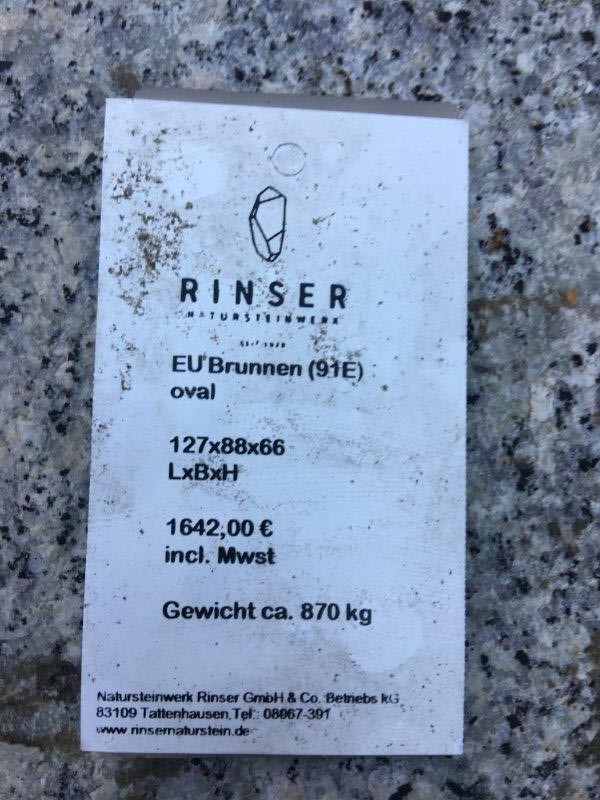 RINSER
NATURSTEINWERK
EU Brunnen (91E)
oval
127x88x66
LxBxH
1642,00 €
incl. Mwst
Gewicht ca. 870 kg
Natursteinwerk Rinser GmbH & Co. Betriebs KG
83109 Tattenhausen,Tel.: 08067-391
www.rinsernaturstein.de